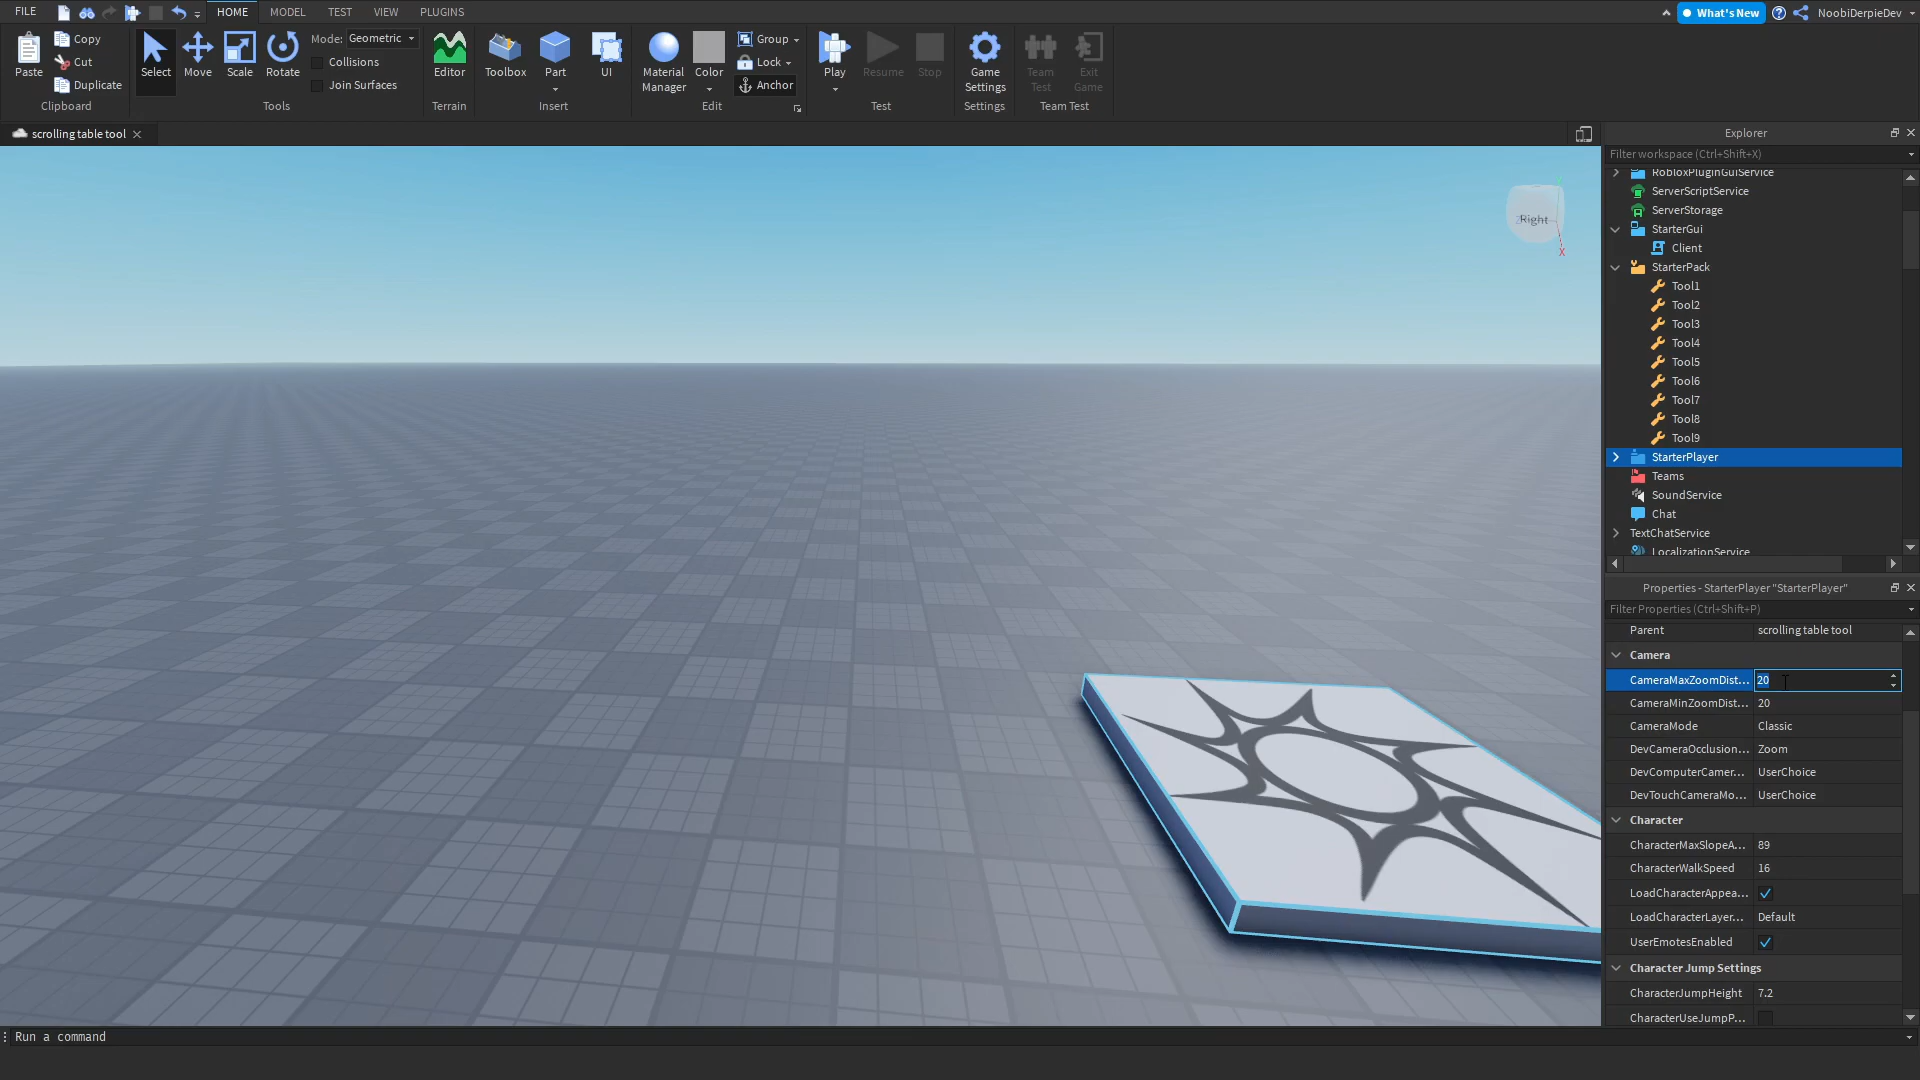 FILE
HOME
MODEL
TEST
VIEW
PLUGINS
What's New
NoobiDerpieDev
Paste
Copy
Cut
Duplicate
Clipboard
Select
Move
Scale
Rotate
Mode: Geometric
Collisions
Join Surfaces
Tools
Editor
Terrain
Toolbox
Part
UI
Insert
Material
Manager
Color
Group
Lock
Anchor
Edit
Play
Resume
Stop
Test
Game
Settings
Settings
Team
Test
Exit
Game
Team Test
scrolling table tool
Right
X
Explorer
Filter workspace (Ctrl+Shift+X)
RobloxPluginGuiService
ServerScriptService
ServerStorage
StarterGui
Client
StarterPack
Tool1
Tool2
Tool3
Tool4
Tool5
Tool6
Tool7
Tool8
Tool9
StarterPlayer
Teams
SoundService
Chat
TextChatService
LocalizationService
Properties - StarterPlayer "StarterPlayer"
Filter Properties (Ctrl+Shift+P)
Parent scrolling table tool
Camera
CameraMaxZoomDist... 20
CameraMinZoomDist... 20
CameraMode Classic
DevCameraOcclusion... Zoom
DevComputerCamer... UserChoice
DevTouchCameraMo... UserChoice
Character
CharacterMaxSlopeA... 89
CharacterWalkSpeed 16
LoadCharacterAppea...
LoadCharacterLayer... Default
UserEmotesEnabled
Character Jump Settings
CharacterJumpHeight 7.2
CharacterUseJumpP...
Run a command